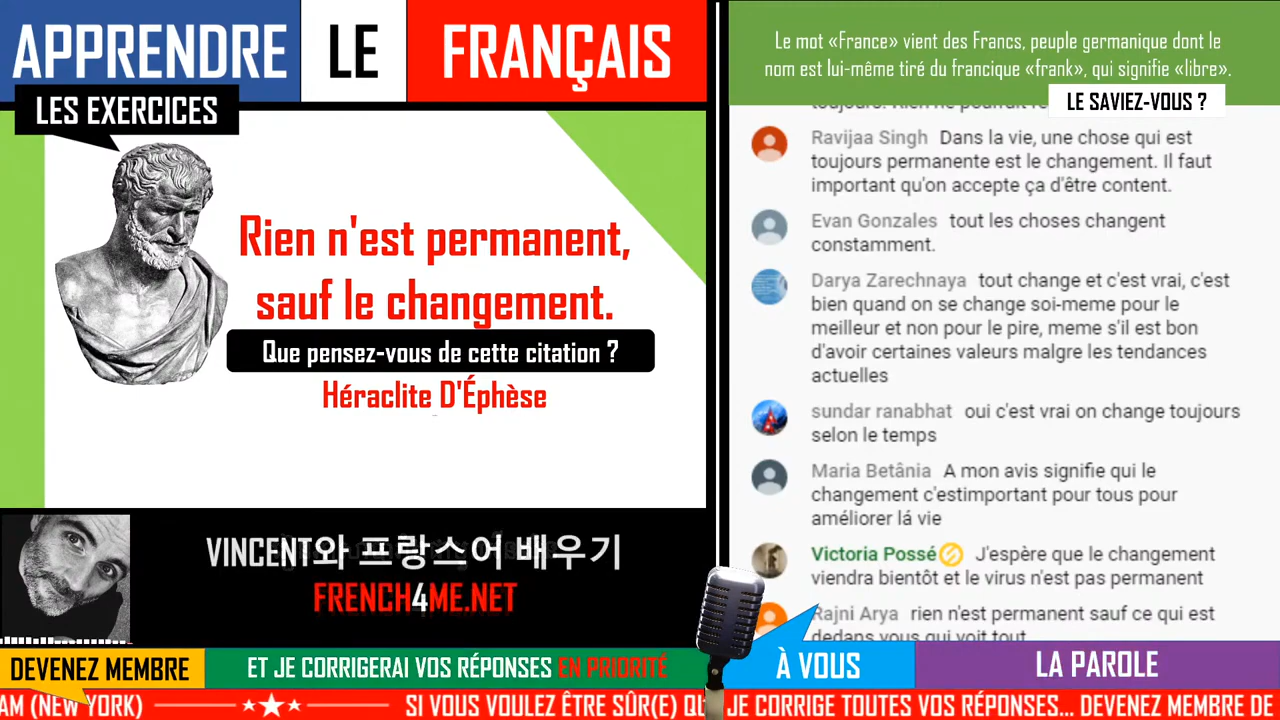 APPRENDRE LE FRANÇAIS
LES EXERCICES
Rien n'est permanent,
sauf le changement.
Que pensez-vous de cette citation ?
Héraclite D'Éphèse
VINCENT와 프랑스어 배우기
FRENCH4ME.NET
DEVENEZ MEMBRE
ET JE CORRIGERAI VOS RÉPONSES EN PRIORITÉ
Le mot «France» vient des Francs, peuple germanique dont le
nom est lui-même tiré du francique «frank», qui signifie «libre».
LE SAVIEZ-VOUS ?
Ravijaa Singh Dans la vie, une chose qui est
toujours permanente est le changement. Il faut
important qu'on accepte ça d'être content.
Evan Gonzales tout les choses changent
constamment.
Darya Zarechnaya tout change et c'est vrai, c'est
bien quand on se change soi-meme pour le
meilleur et non pour le pire, meme s'il est bon
d'avoir certaines valeurs malgre les tendances
actuelles
sundar ranabhat oui c'est vrai on change toujours
selon le temps
Maria Betânia A mon avis signifie qui le
changement c'estimportant pour tous pour
améliorer lá vie
Victoria Possé J'espère que le changement
viendra bientôt et le virus n'est pas permanent
Rajni Arya rien n'est permanent sauf ce qui est
dedans vous qui voit tout
À VOUS
LA PAROLE
AM (NEW YORK) SI VOUS VOULEZ ÊTRE SÛR(E) QU JE CORRIGE TOUTES VOS RÉPONSES... DEVENEZ MEMBRE DE